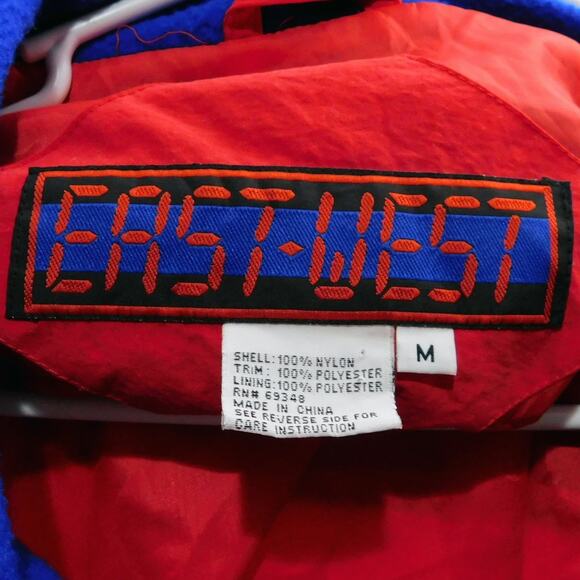 EAST·WEST
M
SHELL:100% NYLON
TRIM: 100% POLYESTER
LINING:100% POLYESTER
RN# 69348
MADE IN CHINA
SEE REVERSE SIDE FOR
CARE INSTRUCTION